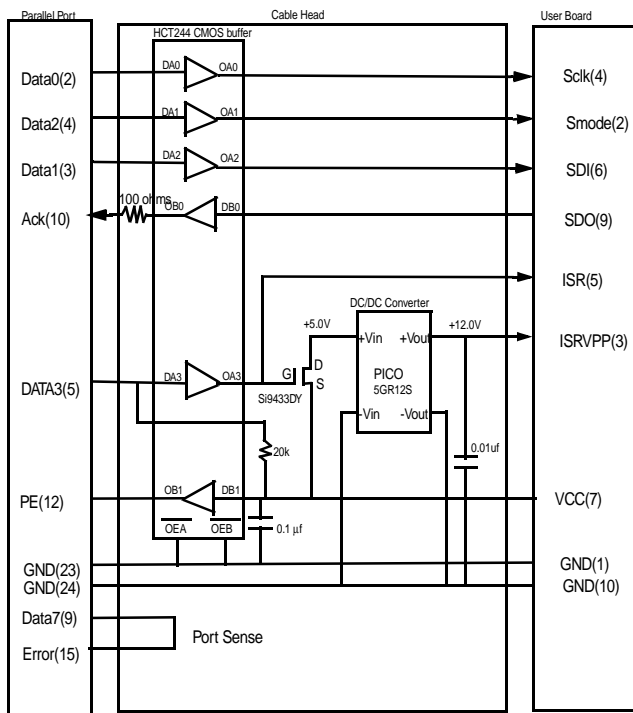 Parallel Port Cable Head User Board
HCT244 CMOS buffer
Data0(2) DA0 OA0 Sclk(4)
Data2(4) DA1 OA1 Smode(2)
Data1(3) DA2 OA2 SDI(6)
100 ohms
Ack(10) OB0 DB0 SDO(9)
ISR(5)
DC/DC Converter
+5.0V +12.0V
+Vin +Vout ISRVPP(3)
G D S
Si9433DY
PICO
5GR12S
DATA3(5) DA3 OA3
-Vin -Vout
20k
0.01uf
PE(12) OB1 DB1 VCC(7)
OEA OEB 0.1 µf
GND(23) GND(1)
GND(24) GND(10)
Data7(9)
Port Sense
Error(15)